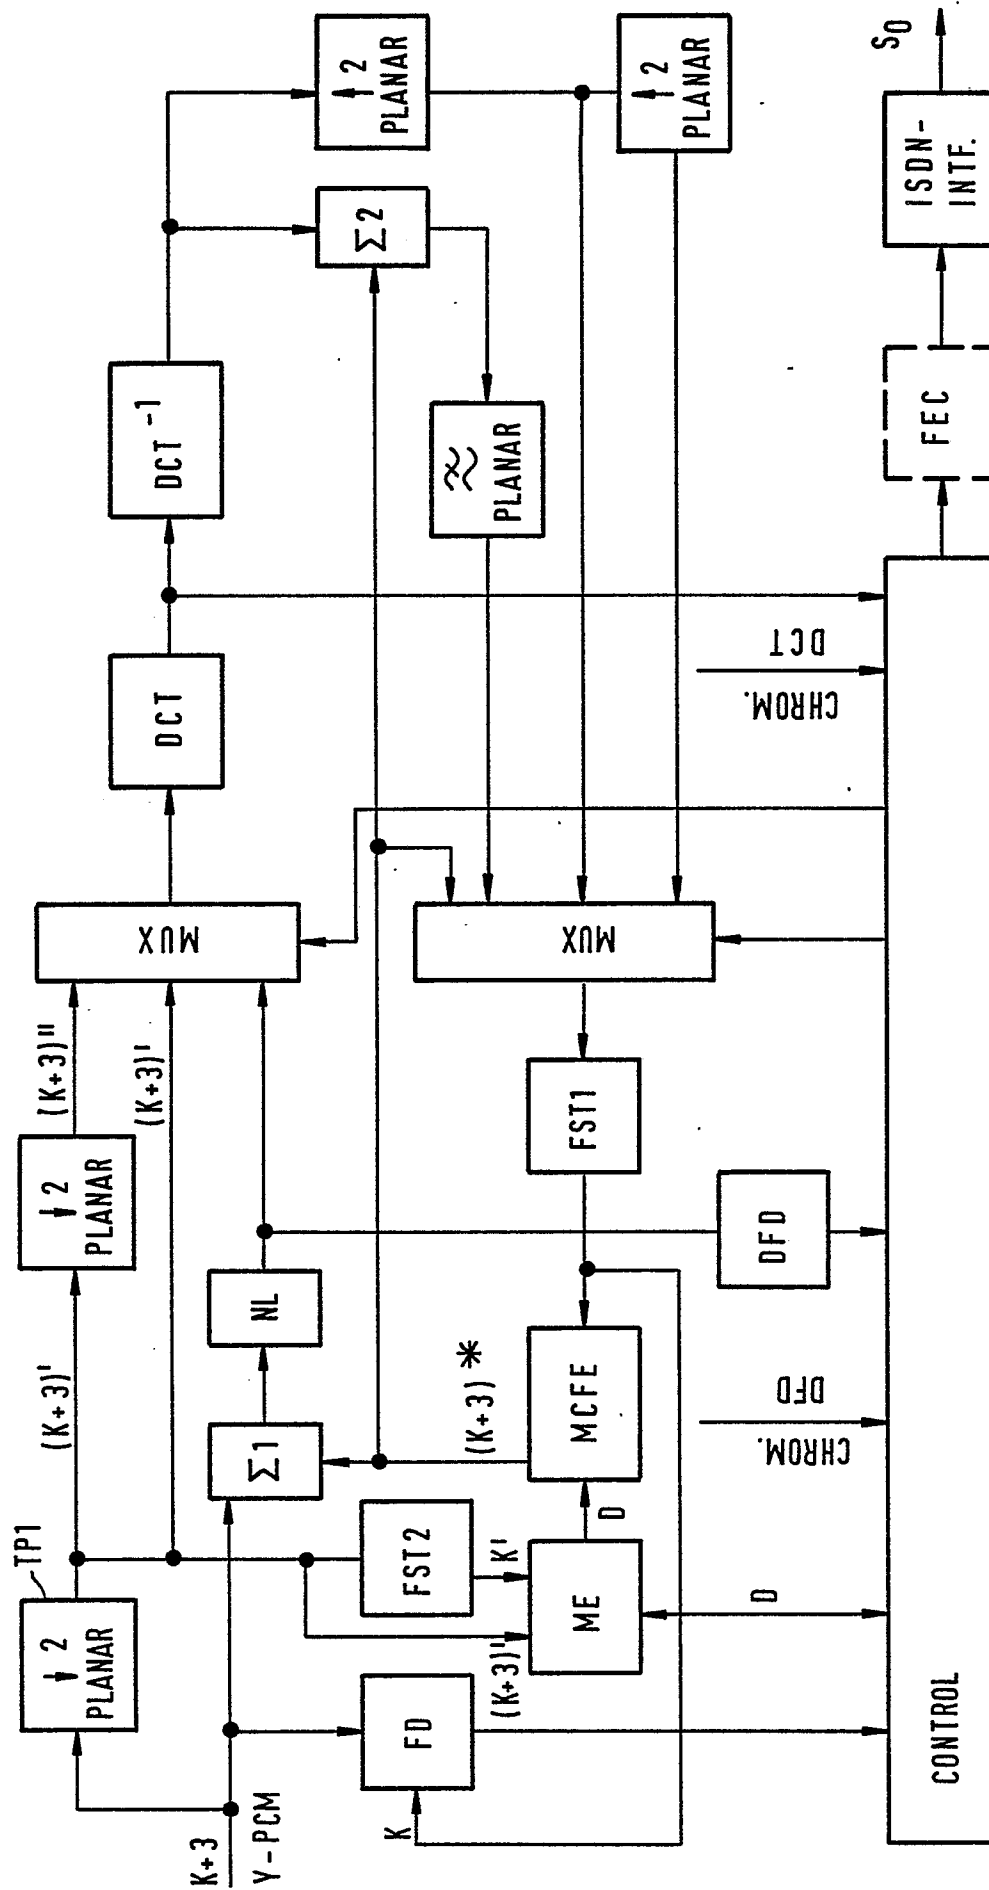 K+3
Y-PCM
↓2
PLANAR
TP1
(K+3)'
↓2
PLANAR
(K+3)"
(K+3)'
MUX
DCT
DCT⁻¹
↑2
PLANAR
↑2
PLANAR
Σ2
PLANAR
Σ1
NL
FD
K
FST2
K'
(K+3)'
ME
D
D
MCFE
(K+3)*
FST1
MUX
DFD
CHROM.
DFD
CHROM.
DCT
CONTROL
FEC
ISDN-
INTF.
S0